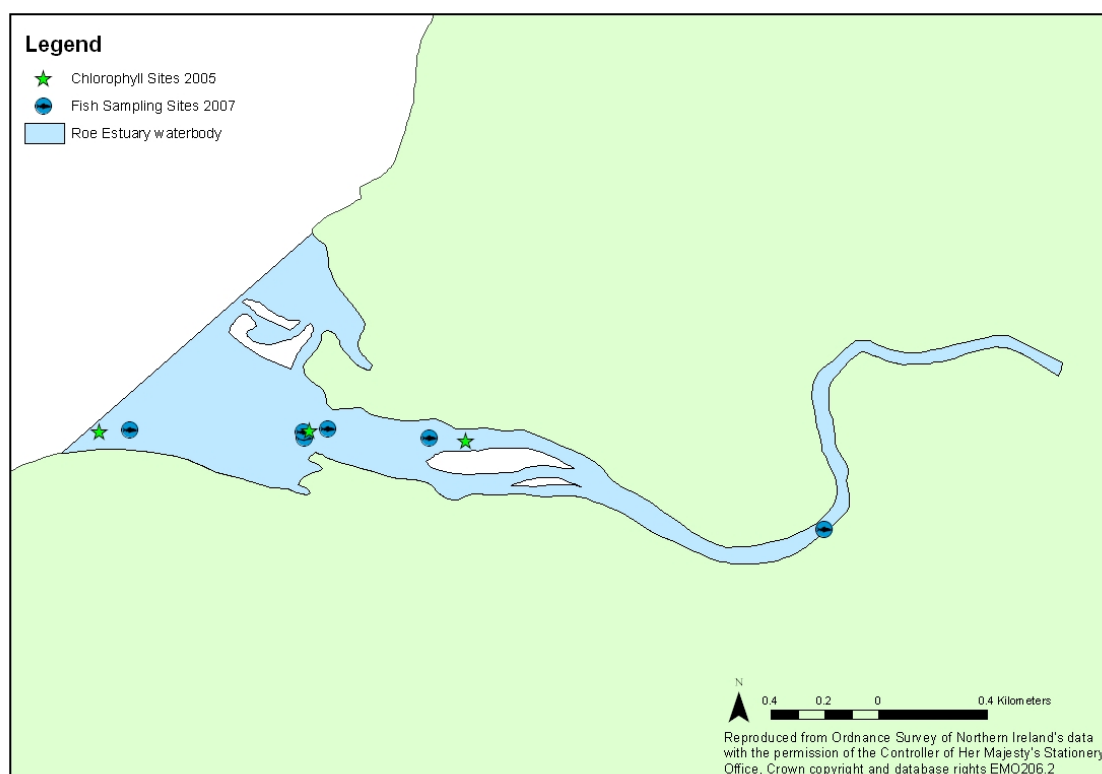 Legend
Chlorophyll Sites 2005
Fish Sampling Sites 2007
Roe Estuary waterbody
N
0.4 0.2 0 0.4 Kilometers
Reproduced from Ordnance Survey of Northern Ireland's data
with the permission of the Controller of Her Majesty's Stationery
Office, Crown copyright and database rights EMO206.2